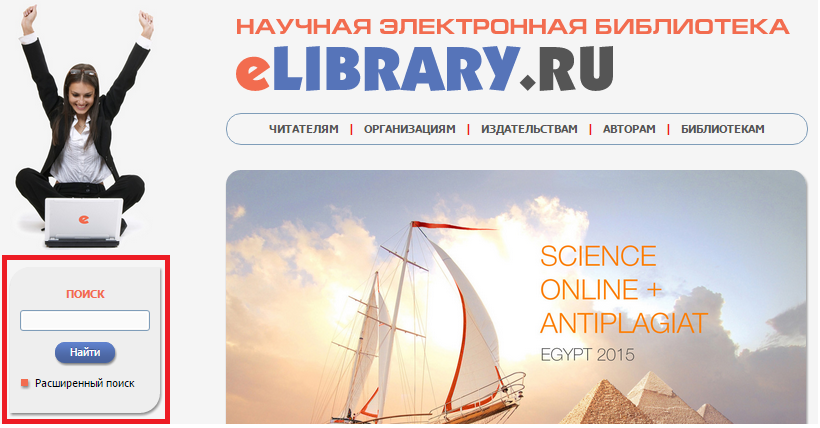 НАУЧНАЯ ЭЛЕКТРОННАЯ БИБЛИОТЕКА
eLIBRARY.RU
ЧИТАТЕЛЯМ | ОРГАНИЗАЦИЯМ | ИЗДАТЕЛЬСТВАМ | АВТОРАМ | БИБЛИОТЕКАМ
e
ПОИСК
Найти
Расширенный поиск
SCIENCE
ONLINE +
ANTIPLAGIAT
EGYPT 2015